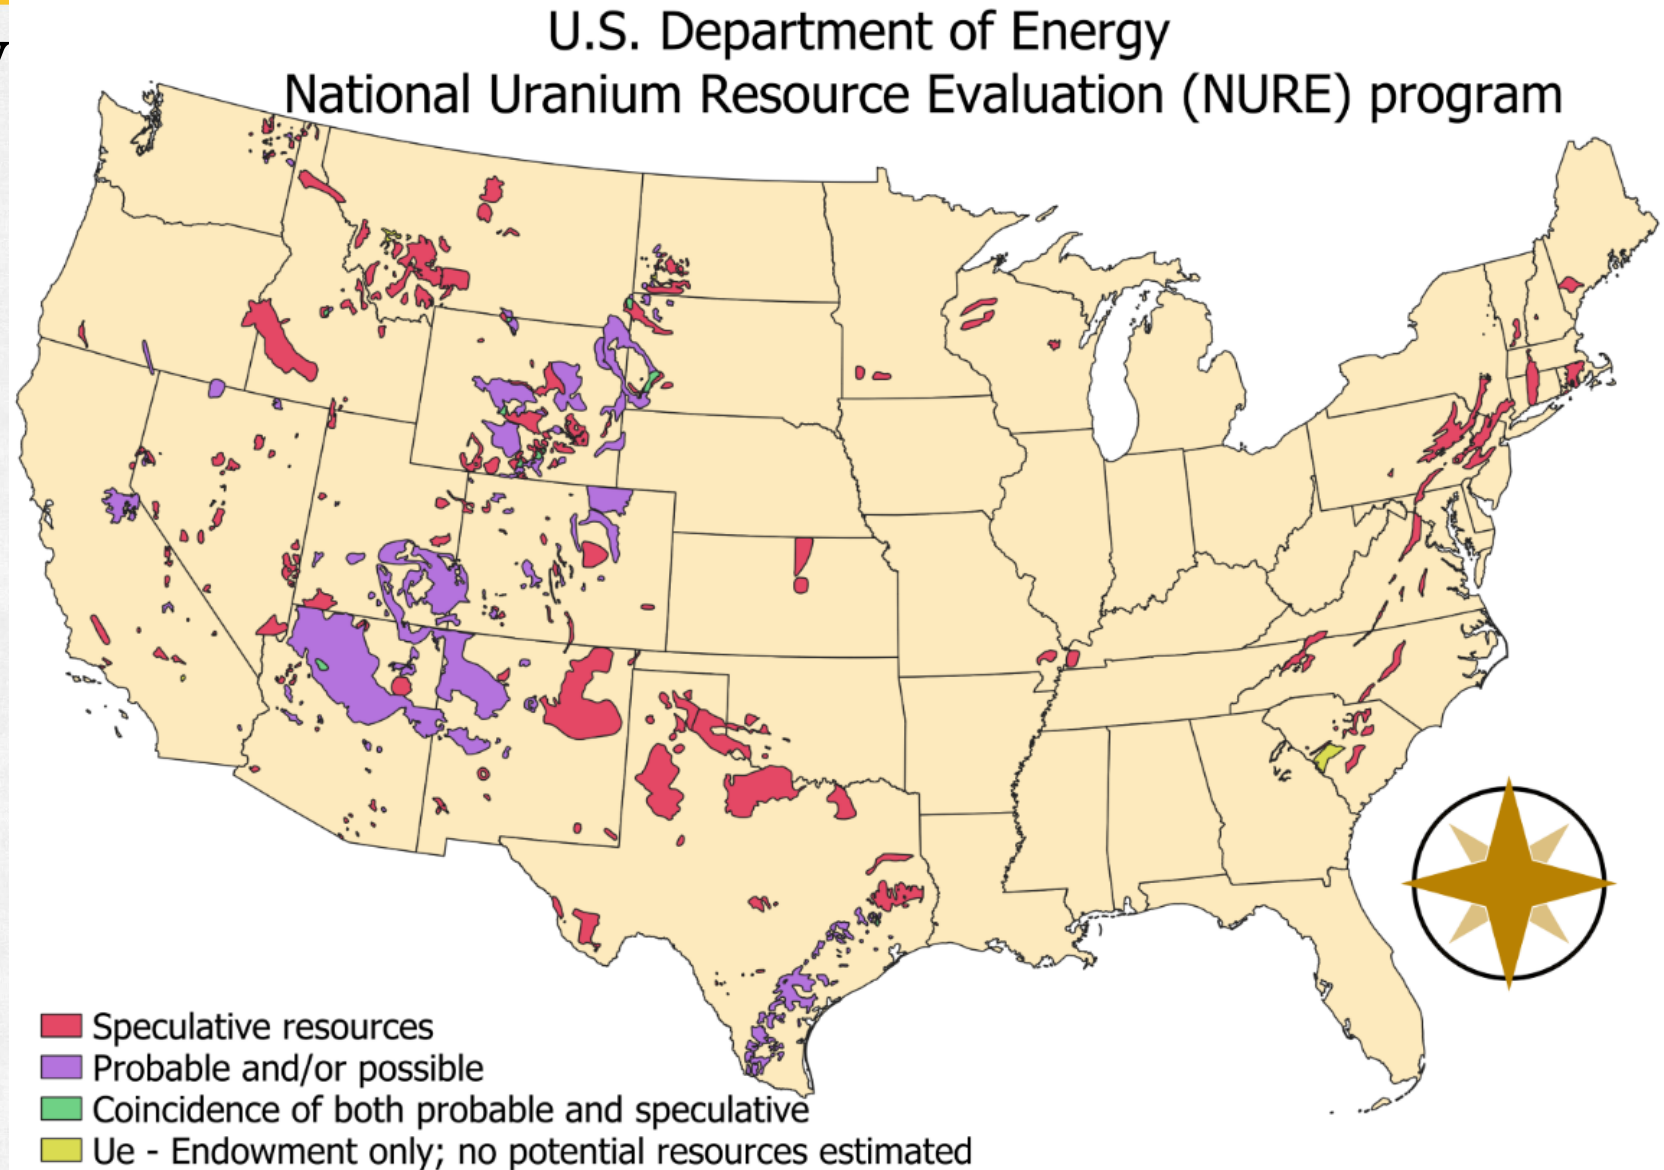 U.S. Department of Energy
National Uranium Resource Evaluation (NURE) program
Speculative resources
Probable and/or possible
Coincidence of both probable and speculative
Ue - Endowment only; no potential resources estimated